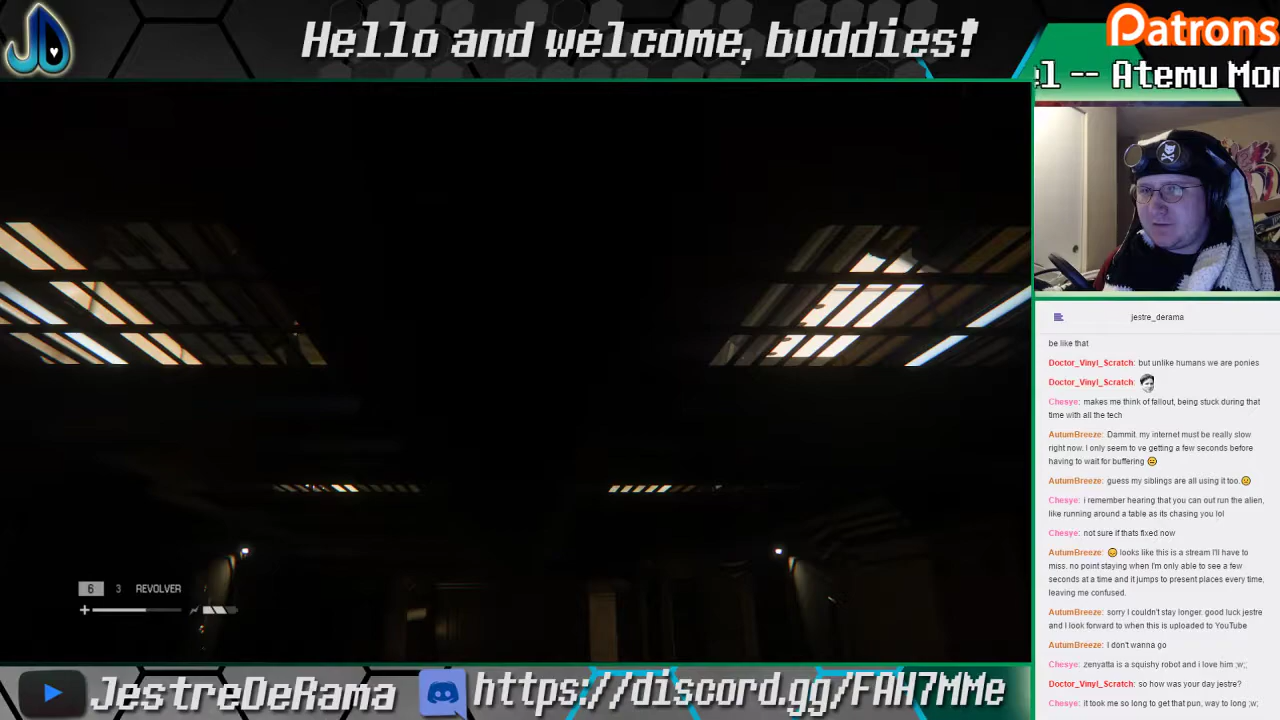 Hello and welcome, buddies!
Patrons
el -- Atemu Mon
jestre_derama
be like that
Doctor_Vinyl_Scratch: but unlike humans we are ponies
Doctor_Vinyl_Scratch:
Chesye: makes me think of fallout, being stuck during that
time with all the tech
AutumBreeze: Dammit. my internet must be really slow
right now. I only seem to ve getting a few seconds before
having to wait for buffering
AutumBreeze: guess my siblings are all using it too.
Chesye: i remember hearing that you can out run the alien,
like running around a table as its chasing you lol
Chesye: not sure if thats fixed now
AutumBreeze: looks like this is a stream I'll have to
miss. no point staying when I'm only able to see a few
seconds at a time and it jumps to present places every time,
leaving me confused.
AutumBreeze: sorry I couldn't stay longer. good luck jestre
and I look forward to when this is uploaded to YouTube
AutumBreeze: I don't wanna go
Chesye: zenyatta is a squishy robot and i love him ;w;;
Doctor_Vinyl_Scratch: so how was your day jestre?
Chesye: it took me so long to get that pun, way to long ;w;
6 3 REVOLVER
JestreDeRama
https://discord.gg/FAH7MMe